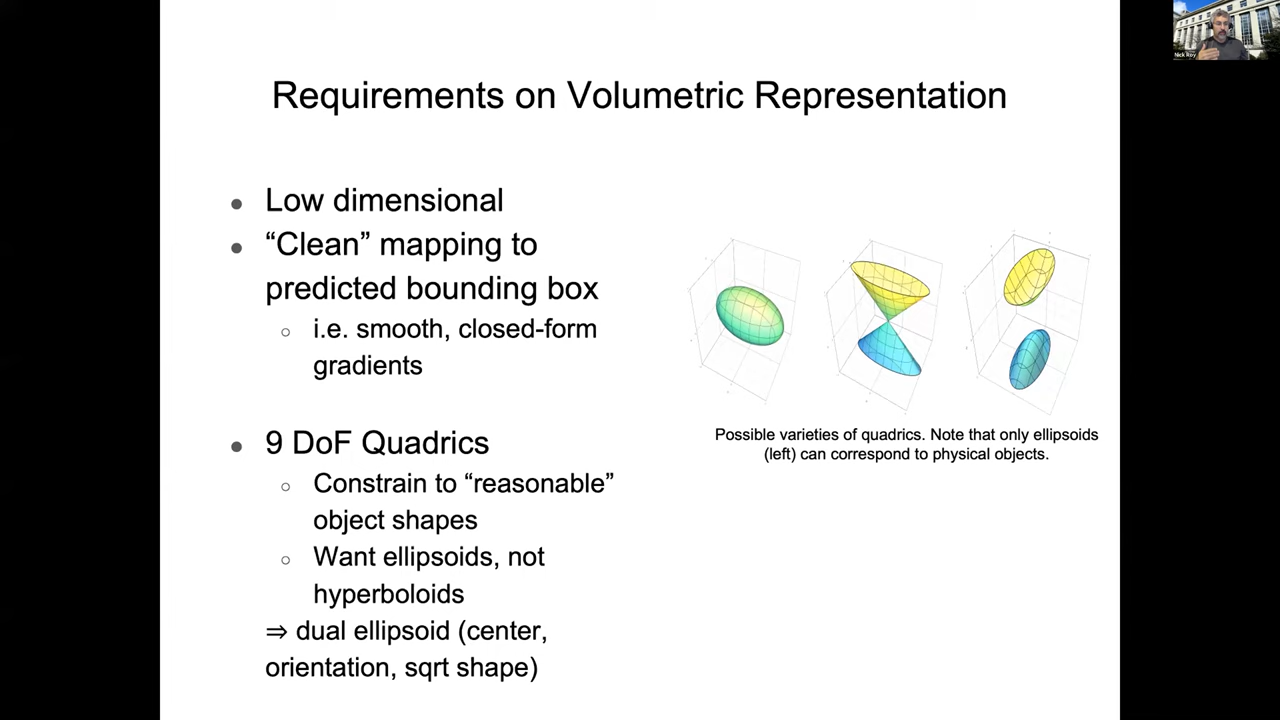 Nick Roy
Requirements on Volumetric Representation
● Low dimensional
● “Clean” mapping to
predicted bounding box
○ i.e. smooth, closed-form
gradients
● 9 DoF Quadrics
○ Constrain to “reasonable”
object shapes
○ Want ellipsoids, not
hyperboloids
⇒ dual ellipsoid (center,
orientation, sqrt shape)
Possible varieties of quadrics. Note that only ellipsoids
(left) can correspond to physical objects.